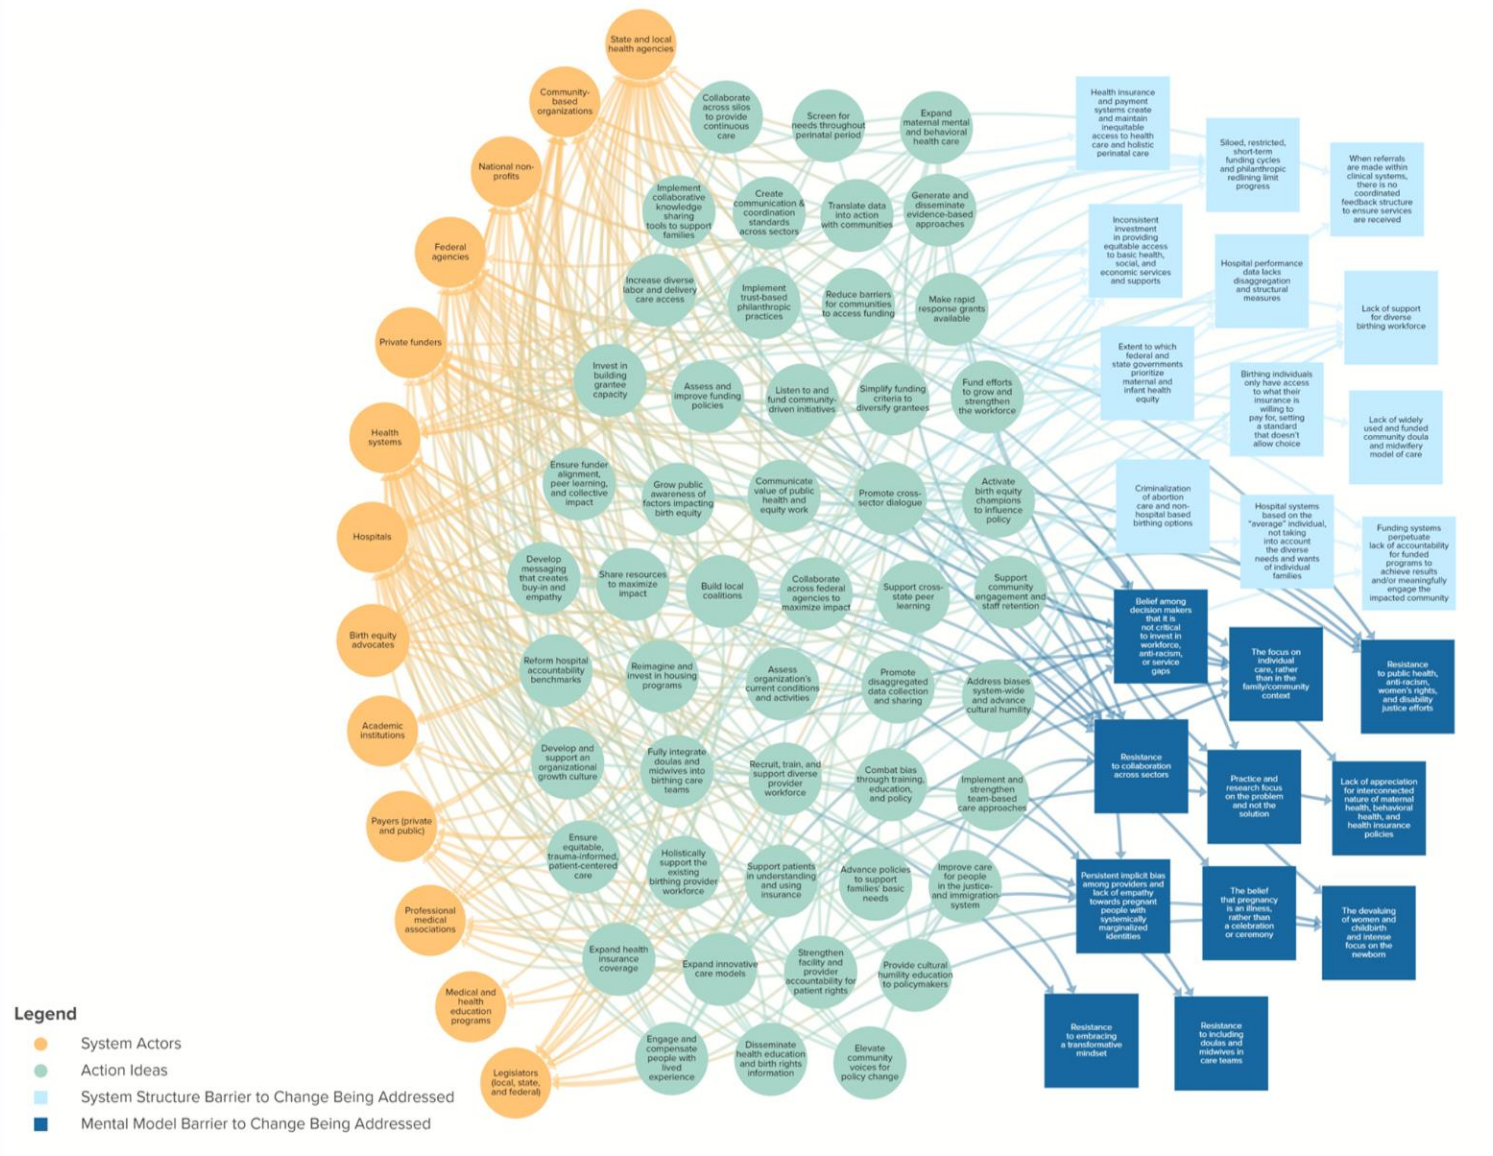 State and local
health agencies
Community-
based
organizations
National non-
profits
Federal
agencies
Private funders
Health
systems
Hospitals
Birth equity
advocates
Academic
institutions
Payers (private
and public)
Professional
medical
associations
Medical and
health
education
programs
Legislators
(local, state,
and federal)
Collaborate
across silos
to provide
continuous
care
Screen for
needs throughout
perinatal period
Expand
maternal mental
and behavioral
health care
Implement
collaborative
knowledge
sharing
tools to support
families
Create
communication &
coordination
standards
across sectors
Translate data
into action
with communities
Generate and
disseminate
evidence-based
approaches
Increase diverse
labor and delivery
care access
Implement
trust-based
philanthropic
practices
Reduce barriers
for communities
to access funding
Make rapid
response grants
available
Invest in
building
grantee
capacity
Assess and
improve funding
policies
Listen to and
fund community-
driven initiatives
Simplify funding
criteria to
diversify grantees
Fund efforts
to grow and
strengthen
the workforce
Ensure funder
alignment,
peer learning,
and collective
impact
Grow public
awareness of
factors impacting
birth equity
Communicate
value of public
health and
equity work
Promote cross-
sector dialogue
Activate
birth equity
champions
to influence
policy
Develop
messaging
that creates
buy-in and
empathy
Share resources
to maximize
impact
Build local
coalitions
Collaborate
across federal
agencies to
maximize impact
Support cross-
state peer
learning
Support
community
engagement and
staff retention
Reform hospital
accountability
benchmarks
Reimagine and
invest in housing
programs
Assess
organization's
current conditions
and activities
Promote
disaggregated
data collection
and sharing
Address biases
system-wide
and advance
cultural humility
Develop and
support an
organizational
growth culture
Fully integrate
doulas and
midwives into
birthing care
teams
Recruit, train, and
support diverse
provider
workforce
Combat bias
through training,
education,
and policy
Implement and
strengthen
team-based
care approaches
Ensure
equitable,
trauma-informed,
patient-centered
care
Holistically
support the
existing
birthing provider
workforce
Support patients
in understanding
and using
insurance
Advance policies
to support
families' basic
needs
Improve care
for people
in the justice-
and immigration-
system
Expand health
insurance
coverage
Expand innovative
care models
Strengthen
facility and
provider
accountability for
patient rights
Provide cultural
humility education
to policymakers
Engage and
compensate
people with
lived
experience
Disseminate
health education
and birth rights
information
Elevate
community
voices for
policy change
Health insurance
and payment
systems create
and maintain
inequitable
access to health
care and holistic
perinatal care
Siloed, restricted,
short-term
funding cycles
and philanthropic
redlining limit
progress
When referrals
are made within
clinical systems,
there is no
coordinated
feedback structure
to ensure services
are received
Inconsistent
investment
in providing
equitable access
to basic health,
social, and
economic services
and supports
Hospital performance
data lacks
disaggregation
and structural
measures
Lack of support
for diverse
birthing workforce
Extent to which
federal and
state governments
prioritize
maternal and
infant health
equity
Birthing individuals
only have access
to what their
insurance is
willing to
pay for, setting
a standard
that doesn't
allow choice
Lack of widely
used and funded
community doula
and midwifery
model of care
Criminalization
of abortion
care and non-
hospital based
birthing options
Hospital systems
based on the
"average" individual,
not taking
into account
the diverse
needs and wants
of individual
families
Funding systems
perpetuate
lack of accountability
for funded
programs to
achieve results
and/or meaningfully
engage the
impacted community
Belief among
decision makers
that it is
not critical
to invest in
workforce,
anti-racism,
or service
gaps
The focus on
individual
care, rather
than in the
family/community
context
Resistance
to public health,
anti-racism,
women's rights,
and disability
justice efforts
Resistance
to collaboration
across sectors
Practice and
research focus
on the problem
and not the
solution
Lack of appreciation
for interconnected
nature of maternal
health, behavioral
health, and
health insurance
policies
Persistent implicit bias
among providers and
lack of empathy
towards pregnant
people with
systemically
marginalized
identities
The belief
that pregnancy
is an illness,
rather than
a celebration
or ceremony
The devaluing
of women and
childbirth
and intense
focus on the
newborn
Resistance
to embracing
a transformative
mindset
Resistance
to including
doulas and
midwives in
care teams
Legend
System Actors
Action Ideas
System Structure Barrier to Change Being Addressed
Mental Model Barrier to Change Being Addressed